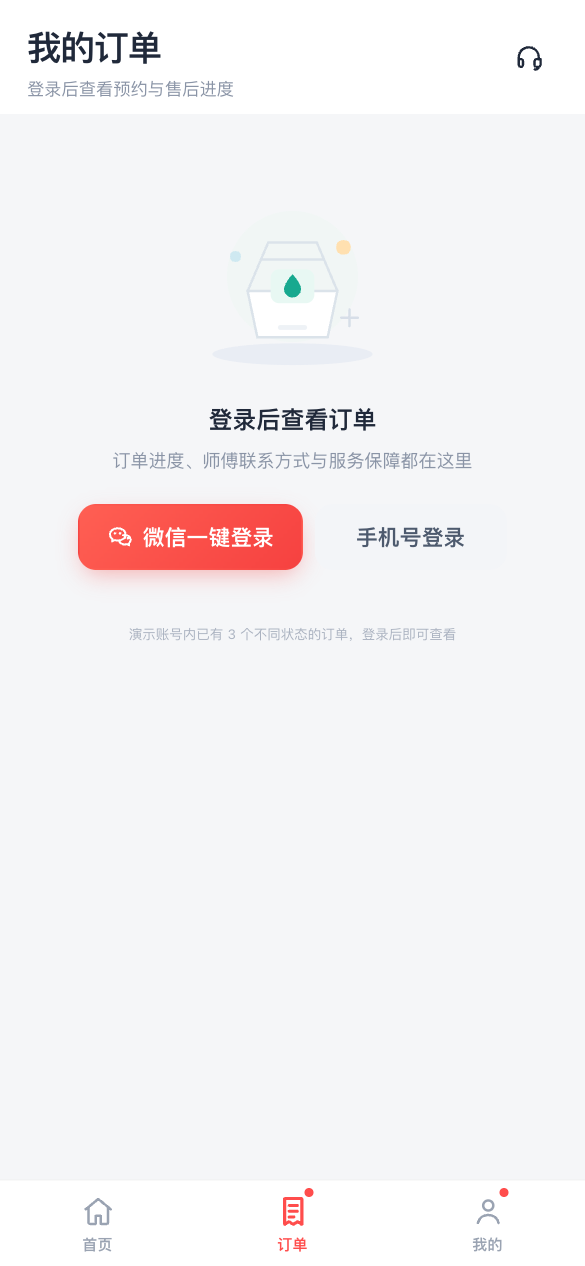 我的订单
登录后查看预约与售后进度
登录后查看订单
订单进度、师傅联系方式与服务保障都在这里
微信一键登录
手机号登录
演示账号内已有 3 个不同状态的订单，登录后即可查看
首页
订单
我的